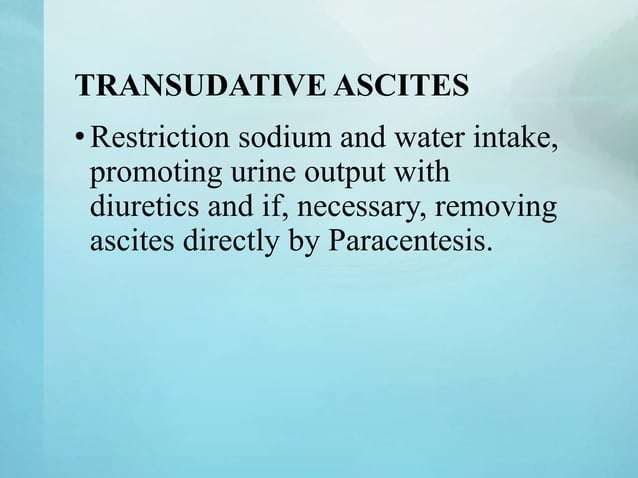 TRANSUDATIVE ASCITES
• Restriction sodium and water intake,
promoting urine output with
diuretics and if, necessary, removing
ascites directly by Paracentesis.